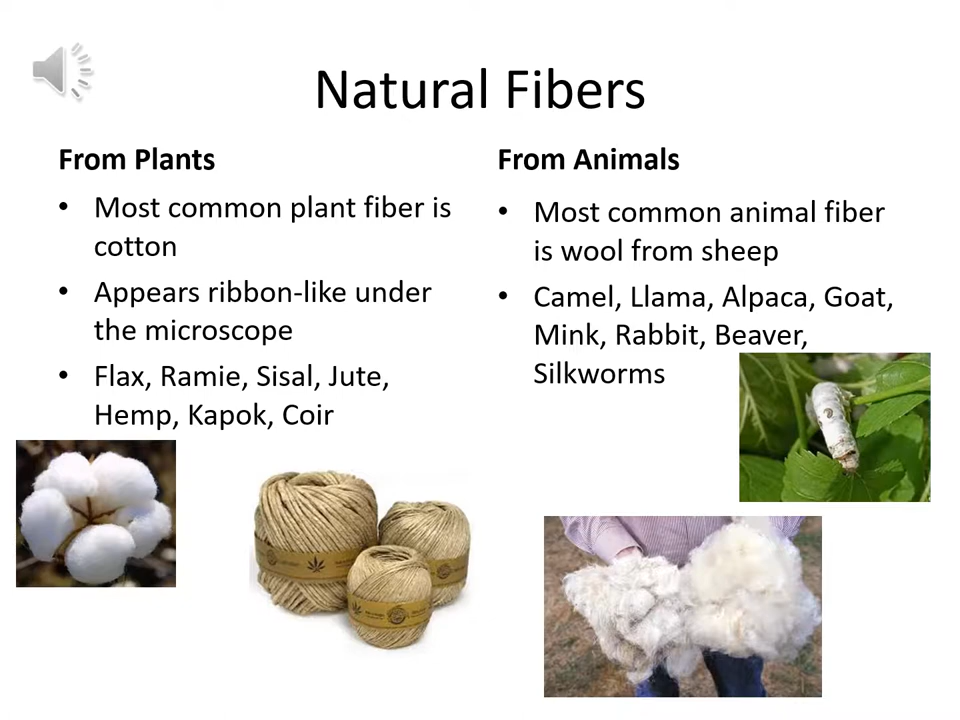 Natural Fibers
From Plants
• Most common plant fiber is
cotton
• Appears ribbon-like under
the microscope
• Flax, Ramie, Sisal, Jute,
Hemp, Kapok, Coir
From Animals
• Most common animal fiber
is wool from sheep
• Camel, Llama, Alpaca, Goat,
Mink, Rabbit, Beaver,
Silkworms